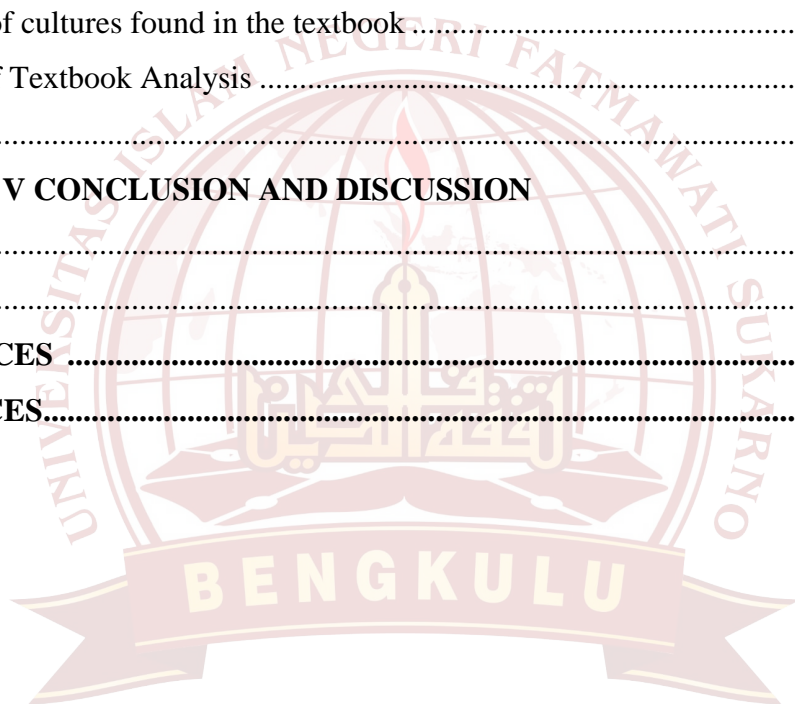 of cultures found in the textbook ................................................
f Textbook Analysis ....................................................................
.....................................................................................................
V CONCLUSION AND DISCUSSION
.....................................................................................................
.....................................................................................................
CES ............................................................................................
CES................................................................................................
UNIVERSITAS ISLAM NEGERI FATMAWATI SUKARNO
BENGKULU